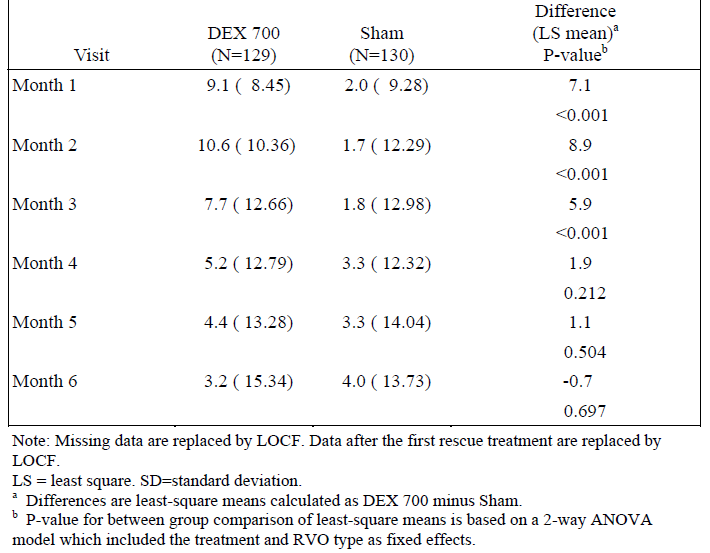 Visit DEX 700 (N=129) Sham (N=130) Difference (LS mean)a P-valueb
Month 1 9.1 ( 8.45) 2.0 ( 9.28) 7.1
<0.001
Month 2 10.6 ( 10.36) 1.7 ( 12.29) 8.9
<0.001
Month 3 7.7 ( 12.66) 1.8 ( 12.98) 5.9
<0.001
Month 4 5.2 ( 12.79) 3.3 ( 12.32) 1.9
0.212
Month 5 4.4 ( 13.28) 3.3 ( 14.04) 1.1
0.504
Month 6 3.2 ( 15.34) 4.0 ( 13.73) -0.7
0.697
Note: Missing data are replaced by LOCF. Data after the first rescue treatment are replaced by
LOCF.
LS = least square. SD=standard deviation.
a Differences are least-square means calculated as DEX 700 minus Sham.
b P-value for between group comparison of least-square means is based on a 2-way ANOVA
model which included the treatment and RVO type as fixed effects.